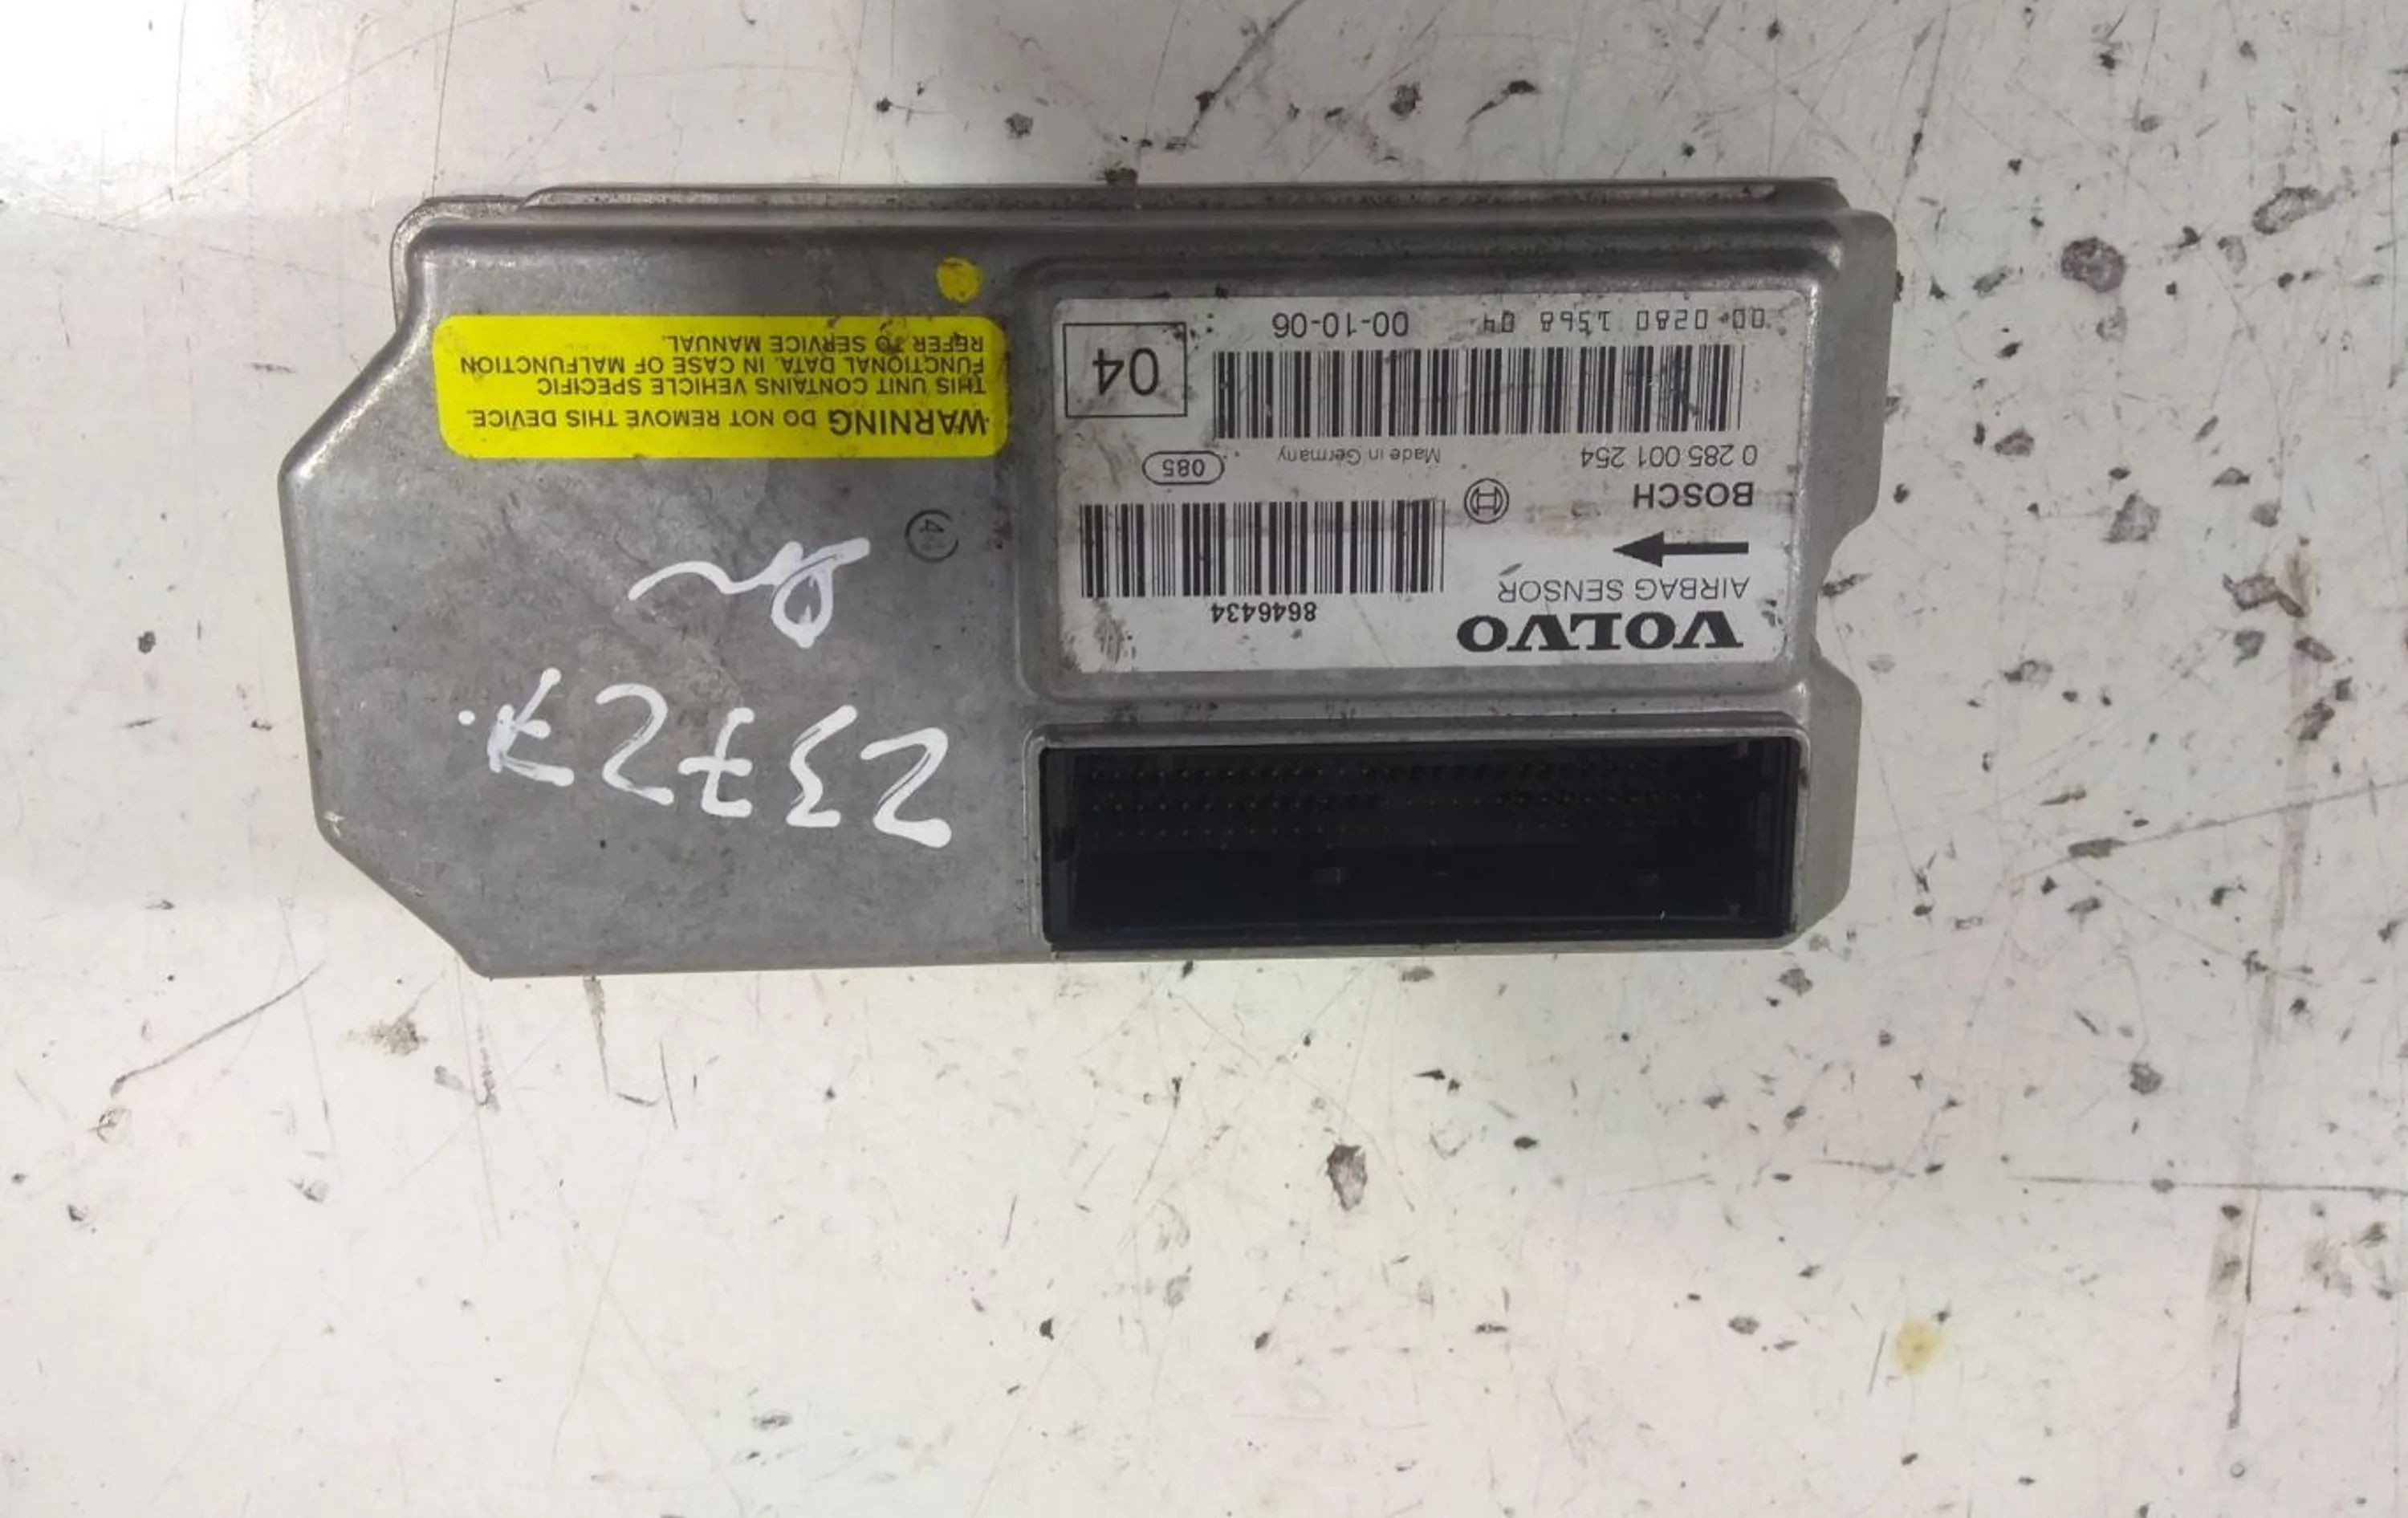 VOLVO
8646434
AIRBAG SENSOR
BOSCH
0 285 001 254
Made in Germany
085
04
00 0280 1568 04
00-10-06
WARNING DO NOT REMOVE THIS DEVICE.
THIS UNIT CONTAINS VEHICLE SPECIFIC
FUNCTIONAL DATA. IN CASE OF MALFUNCTION
REFER TO SERVICE MANUAL.
4
23727.